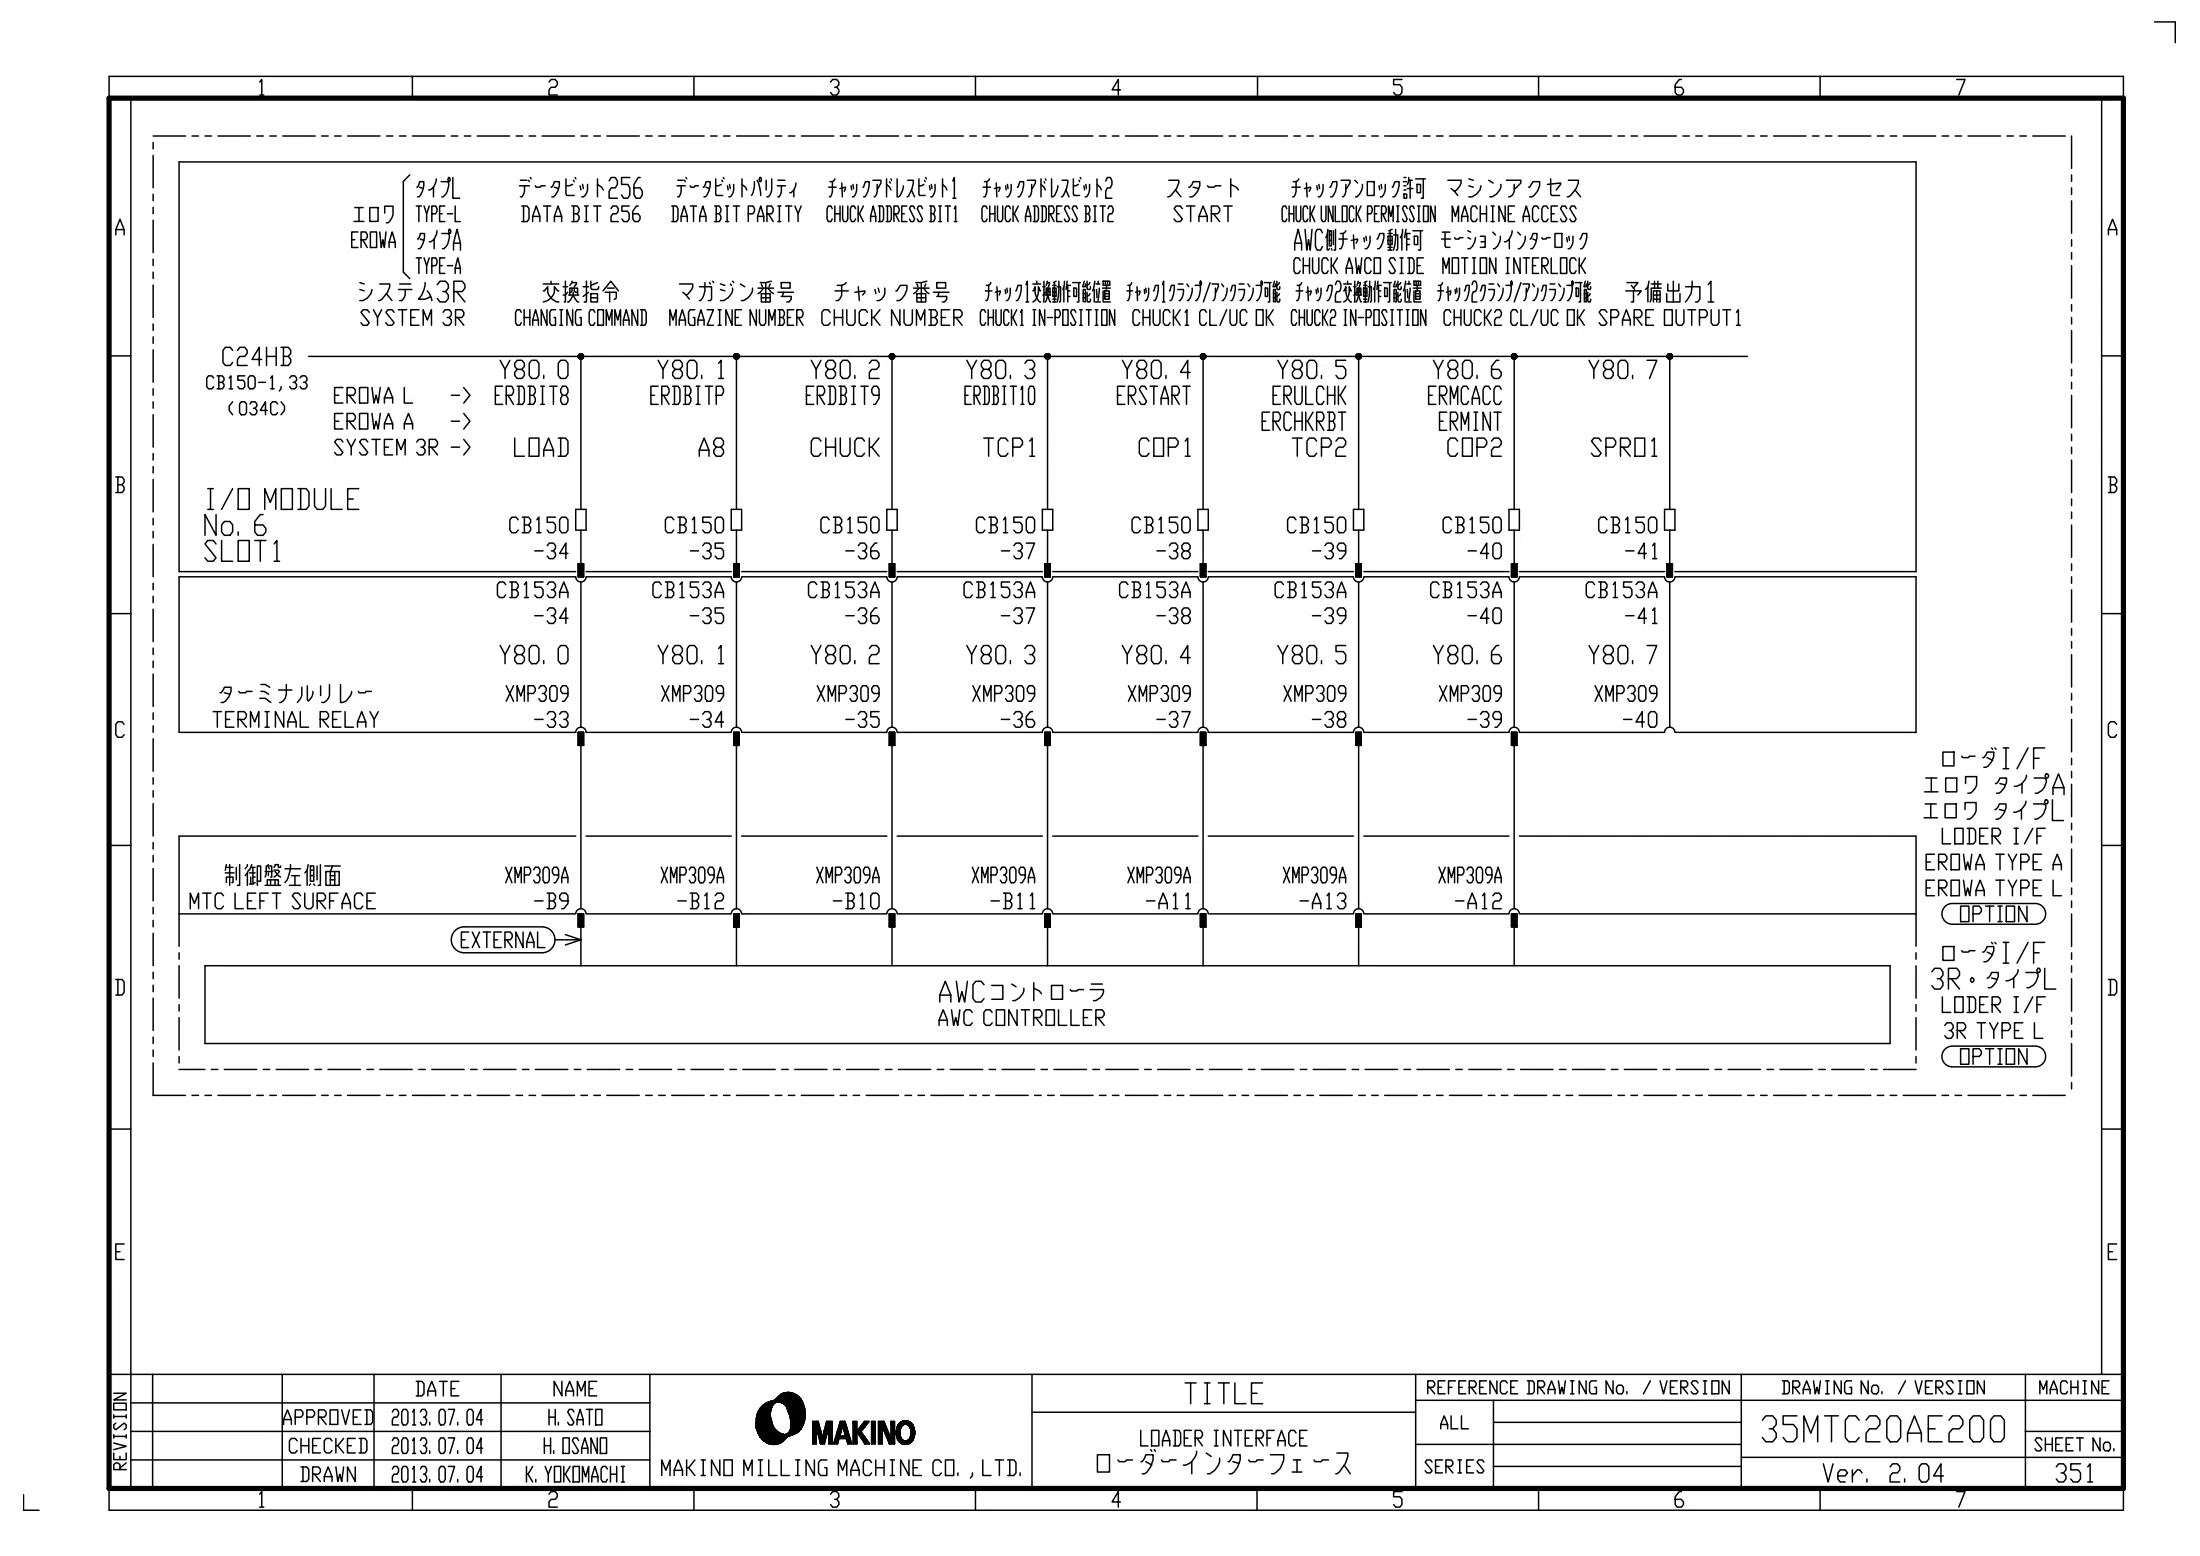 1 2 3 4 5 6 7
タイプL データビット256 データビットパリティ チャックアドレスビット1 チャックアドレスビット2 スタート チャックアンロック許可 マシンアクセス
エロワ TYPE-L DATA BIT 256 DATA BIT PARITY CHUCK ADDRESS BIT1 CHUCK ADDRESS BIT2 START CHUCK UNLOCK PERMISSION MACHINE ACCESS
A EROWA タイプA AWC側チャック動作可 モーションインターロック A
TYPE-A CHUCK AWCO SIDE MOTION INTERLOCK
システム3R 交換指令 マガジン番号 チャック番号 チャック1交換動作可能位置 チャック1クランプ/アンクランプ可能 チャック2交換動作可能位置 チャック2クランプ/アンクランプ可能 予備出力1
SYSTEM 3R CHANGING COMMAND MAGAZINE NUMBER CHUCK NUMBER CHUCK1 IN-POSITION CHUCK1 CL/UC OK CHUCK2 IN-POSITION CHUCK2 CL/UC OK SPARE OUTPUT1
C24HB Y80.0 Y80.1 Y80.2 Y80.3 Y80.4 Y80.5 Y80.6 Y80.7
CB150-1,33
EROWA L -> ERDBIT8 ERDBITP ERDBIT9 ERDBIT10 ERSTART ERULCHK ERMCACC
(034C)
EROWA A -> ERCHKRBT ERMINT
SYSTEM 3R -> LOAD A8 CHUCK TCP1 COP1 TCP2 COP2 SPRO1
B B
I/O MODULE
No.6 CB150 CB150 CB150 CB150 CB150 CB150 CB150 CB150
SLOT1 -34 -35 -36 -37 -38 -39 -40 -41
CB153A CB153A CB153A CB153A CB153A CB153A CB153A CB153A
-34 -35 -36 -37 -38 -39 -40 -41
Y80.0 Y80.1 Y80.2 Y80.3 Y80.4 Y80.5 Y80.6 Y80.7
ターミナルリレー XMP309 XMP309 XMP309 XMP309 XMP309 XMP309 XMP309 XMP309
TERMINAL RELAY -33 -34 -35 -36 -37 -38 -39 -40
C C
ローダI/F
エロワ タイプA
エロワ タイプL
LODER I/F
EROWA TYPE A
EROWA TYPE L
OPTION
制御盤左側面 XMP309A XMP309A XMP309A XMP309A XMP309A XMP309A XMP309A
MTC LEFT SURFACE -B9 -B12 -B10 -B11 -A11 -A13 -A12
EXTERNAL
ローダI/F
3R・タイプL
LODER I/F
3R TYPE L
OPTION
D D
AWCコントローラ
AWC CONTROLLER
E E
REVISION
DATE NAME
APPROVED 2013.07.04 H.SATO
CHECKED 2013.07.04 H.OSANO
DRAWN 2013.07.04 K.YOKOMACHI
MAKINO
MAKINO MILLING MACHINE CO.,LTD.
TITLE
LOADER INTERFACE
ローダーインターフェース
REFERENCE DRAWING No. / VERSION
ALL
SERIES
DRAWING No. / VERSION
35MTC20AE200
Ver. 2.04
MACHINE
SHEET No.
351
1 2 3 4 5 6 7